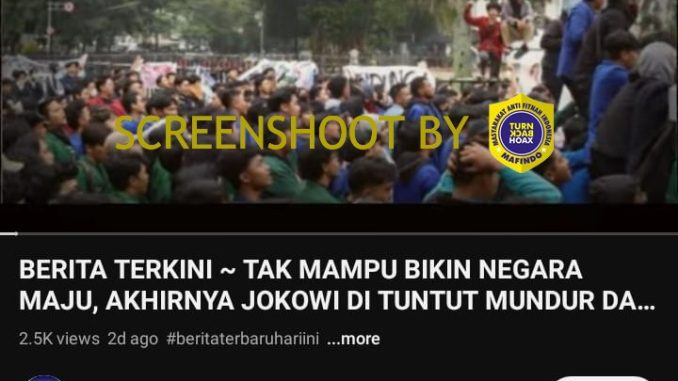 SCREENSHOOT BY
MASYARAKAT ANTI FITNAH INDONESIA
TURN
BACK
HOAX
MAFINDO
BERITA TERKINI ~ TAK MAMPU BIKIN NEGARA
MAJU, AKHIRNYA JOKOWI DI TUNTUT MUNDUR DA...
2.5K views 2d ago #beritaterbaruhariini ...more